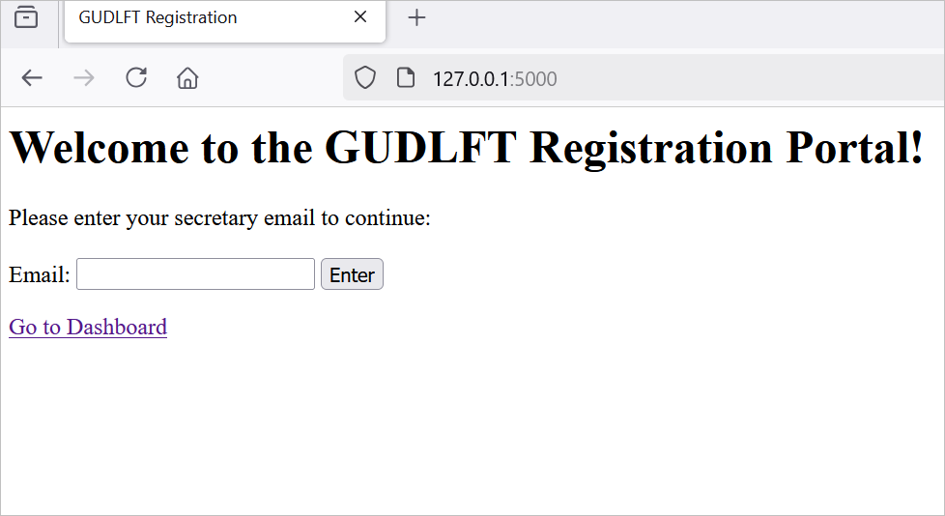 GUDLFT Registration
127.0.0.1:5000
Welcome to the GUDLFT Registration Portal!
Please enter your secretary email to continue:
Email: Enter
Go to Dashboard